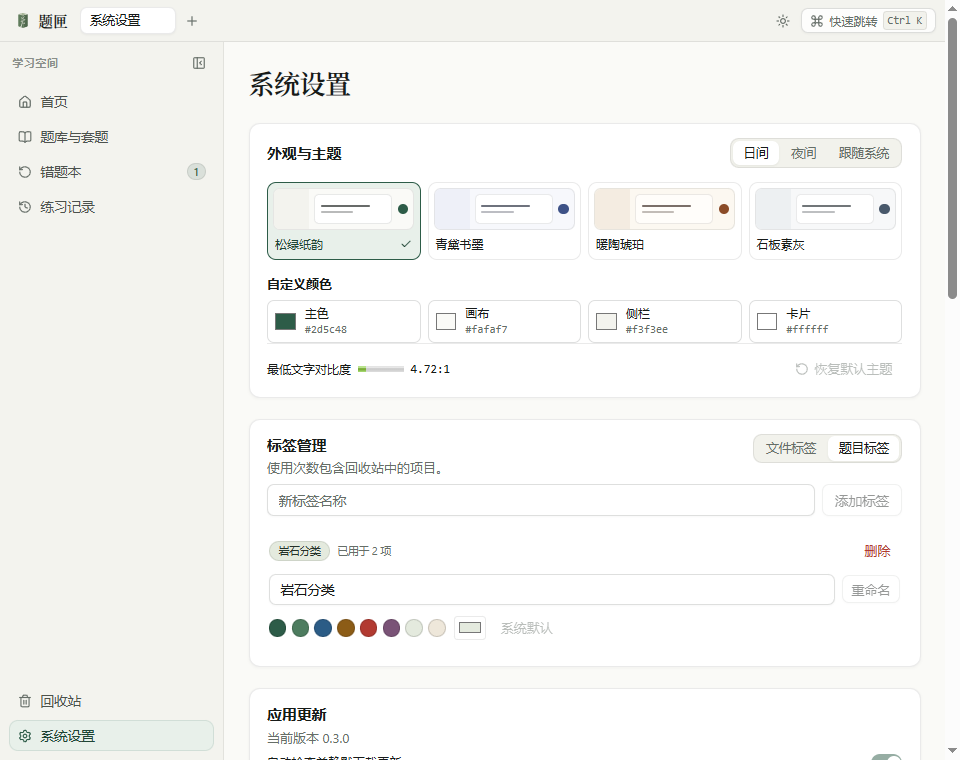 题匣
系统设置
快速跳转 Ctrl K
学习空间
首页
题库与套题
错题本 1
练习记录
回收站
系统设置
系统设置
外观与主题
日间 夜间 跟随系统
松绿纸韵 青黛书墨 暖陶琥珀 石板素灰
自定义颜色
主色 #2d5c48
画布 #fafaf7
侧栏 #f3f3ee
卡片 #ffffff
最低文字对比度 4.72:1 恢复默认主题
标签管理
文件标签 题目标签
使用次数包含回收站中的项目。
新标签名称 添加标签
岩石分类 已用于 2 项 删除
岩石分类 重命名
系统默认
应用更新
当前版本 0.3.0